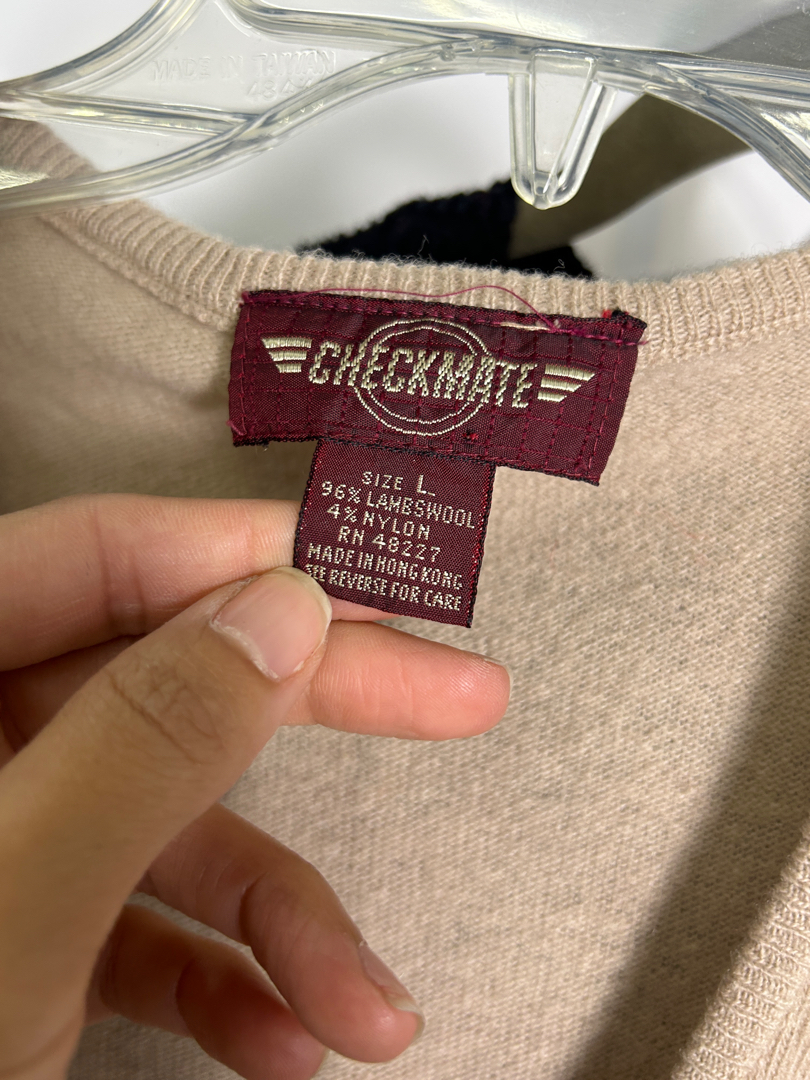 MADE IN TAIWAN
CHECKMATE
SIZE L.
96% LAMBSWOOL
4% NYLON
RN 48227
MADE IN HONG KONG
SEE REVERSE FOR CARE